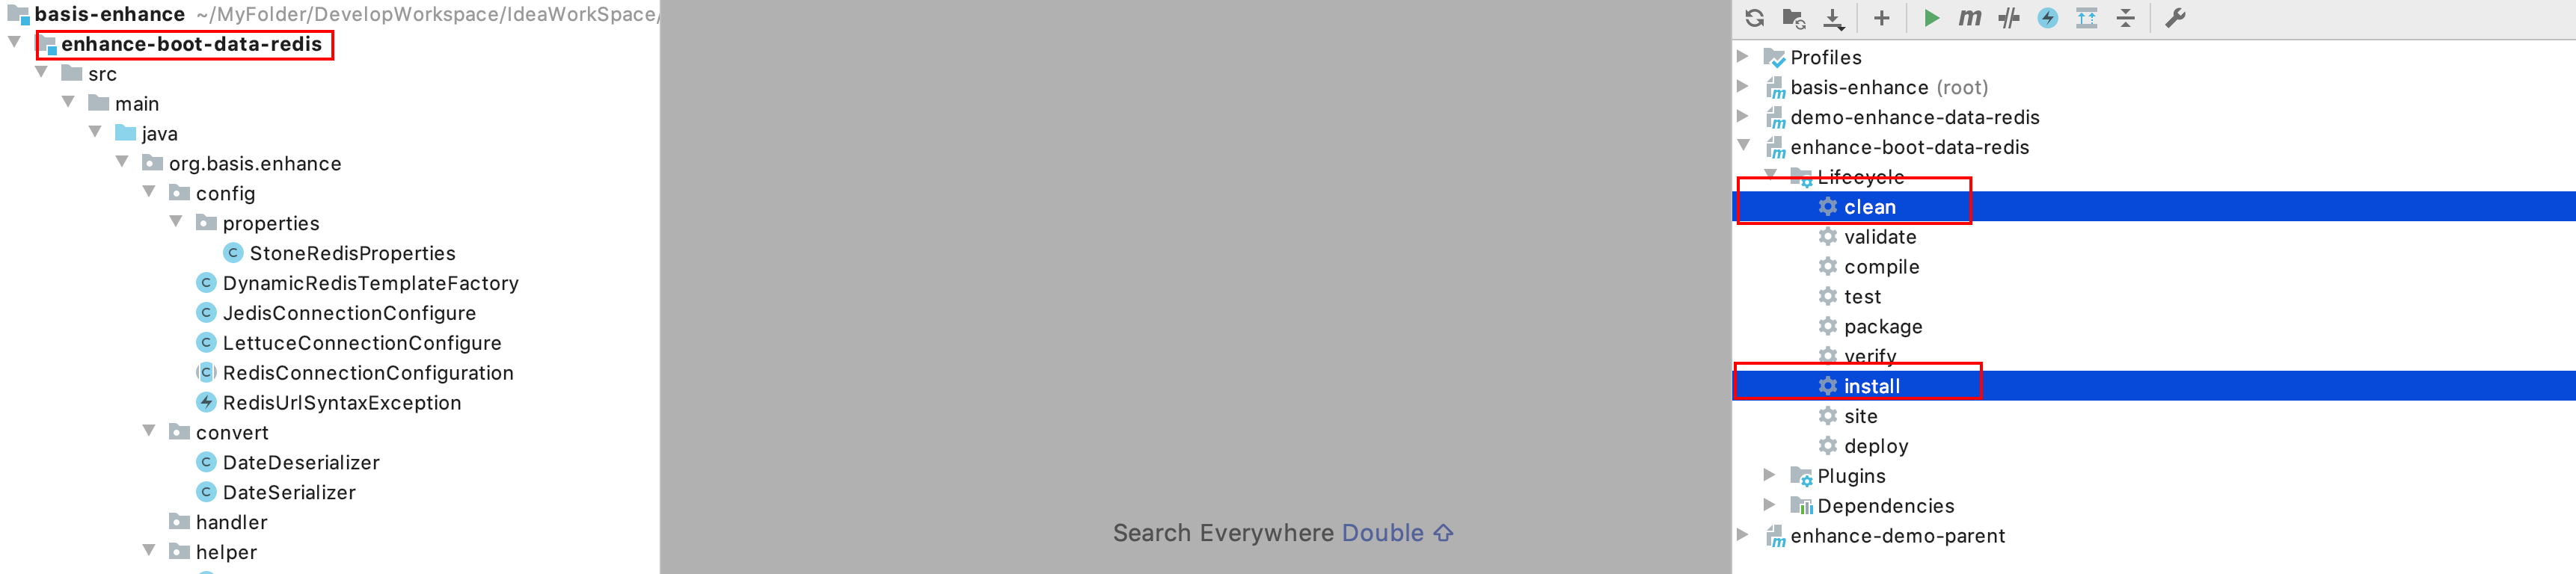 basis-enhance ~/MyFolder/DevelopWorkspace/IdeaWorkSpace/
enhance-boot-data-redis
src
main
java
org.basis.enhance
config
properties
StoneRedisProperties
DynamicRedisTemplateFactory
JedisConnectionConfigure
LettuceConnectionConfigure
RedisConnectionConfiguration
RedisUrlSyntaxException
convert
DateDeserializer
DateSerializer
handler
helper
Search Everywhere Double ⇧
Profiles
basis-enhance (root)
demo-enhance-data-redis
enhance-boot-data-redis
Lifecycle
clean
validate
compile
test
package
verify
install
site
deploy
Plugins
Dependencies
enhance-demo-parent